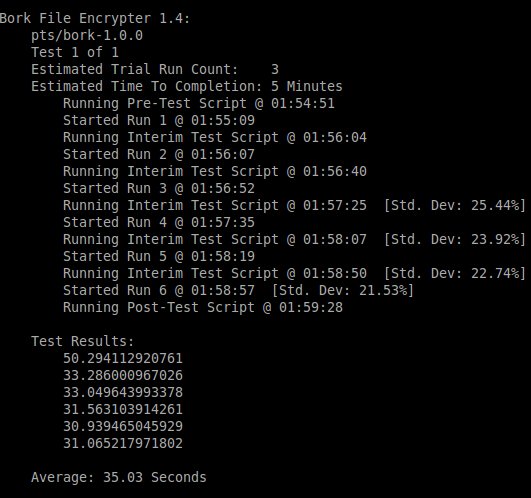 Bork File Encrypter 1.4:
pts/bork-1.0.0
Test 1 of 1
Estimated Trial Run Count:    3
Estimated Time To Completion: 5 Minutes
Running Pre-Test Script @ 01:54:51
Started Run 1 @ 01:55:09
Running Interim Test Script @ 01:56:04
Started Run 2 @ 01:56:07
Running Interim Test Script @ 01:56:40
Started Run 3 @ 01:56:52
Running Interim Test Script @ 01:57:25  [Std. Dev: 25.44%]
Started Run 4 @ 01:57:35
Running Interim Test Script @ 01:58:07  [Std. Dev: 23.92%]
Started Run 5 @ 01:58:19
Running Interim Test Script @ 01:58:50  [Std. Dev: 22.74%]
Started Run 6 @ 01:58:57  [Std. Dev: 21.53%]
Running Post-Test Script @ 01:59:28
Test Results:
50.294112920761
33.286000967026
33.049643993378
31.563103914261
30.939465045929
31.065217971802
Average: 35.03 Seconds